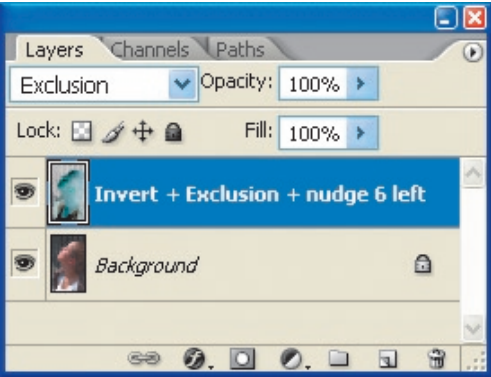 Layers Channels Paths
Exclusion Opacity: 100%
Lock: Fill: 100%
Invert + Exclusion + nudge 6 left
Background